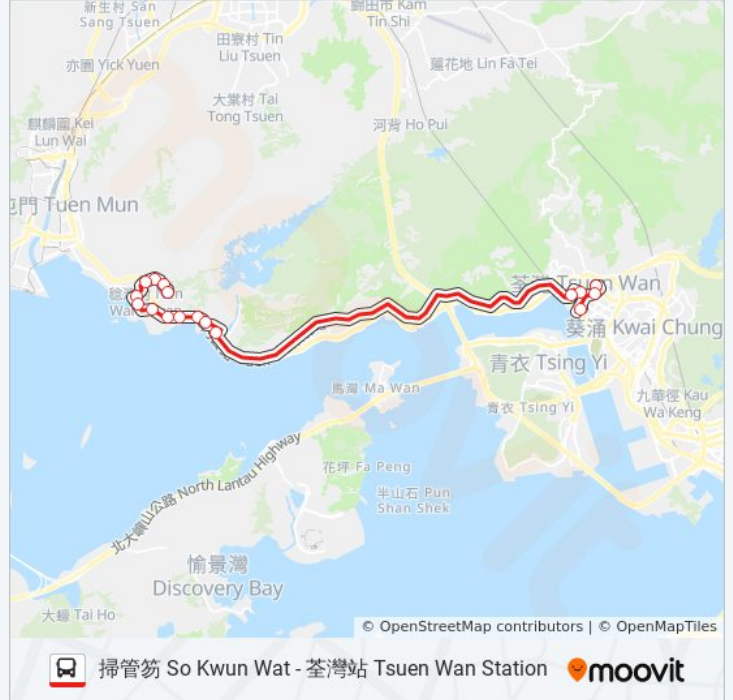 新生村 San
Sang Tsuen
錦田市 Kam
Tin Shi
田寮村 Tin
Liu Tsuen
亦園 Yick Yuen
蓮花地 Lin Fa Tei
大棠村 Tai
Tong Tsuen
麒麟圍 Kei
Lun Wai
河背 Ho Pui
屯門 Tuen Mun
荃灣 Tsuen Wan
葵涌 Kwai Chung
青衣 Tsing Yi
馬灣 Ma Wan
九華徑 Kau
Wa Keng
青衣 Tsing Yi
北大嶼山公路 North Lantau Highway
花坪 Fa Peng
半山石 Pun
Shan Shek
愉景灣
Discovery Bay
大蠔 Tai Ho
© OpenStreetMap contributors | © OpenMapTiles
掃管笏 So Kwun Wat - 荃灣站 Tsuen Wan Station
moovit